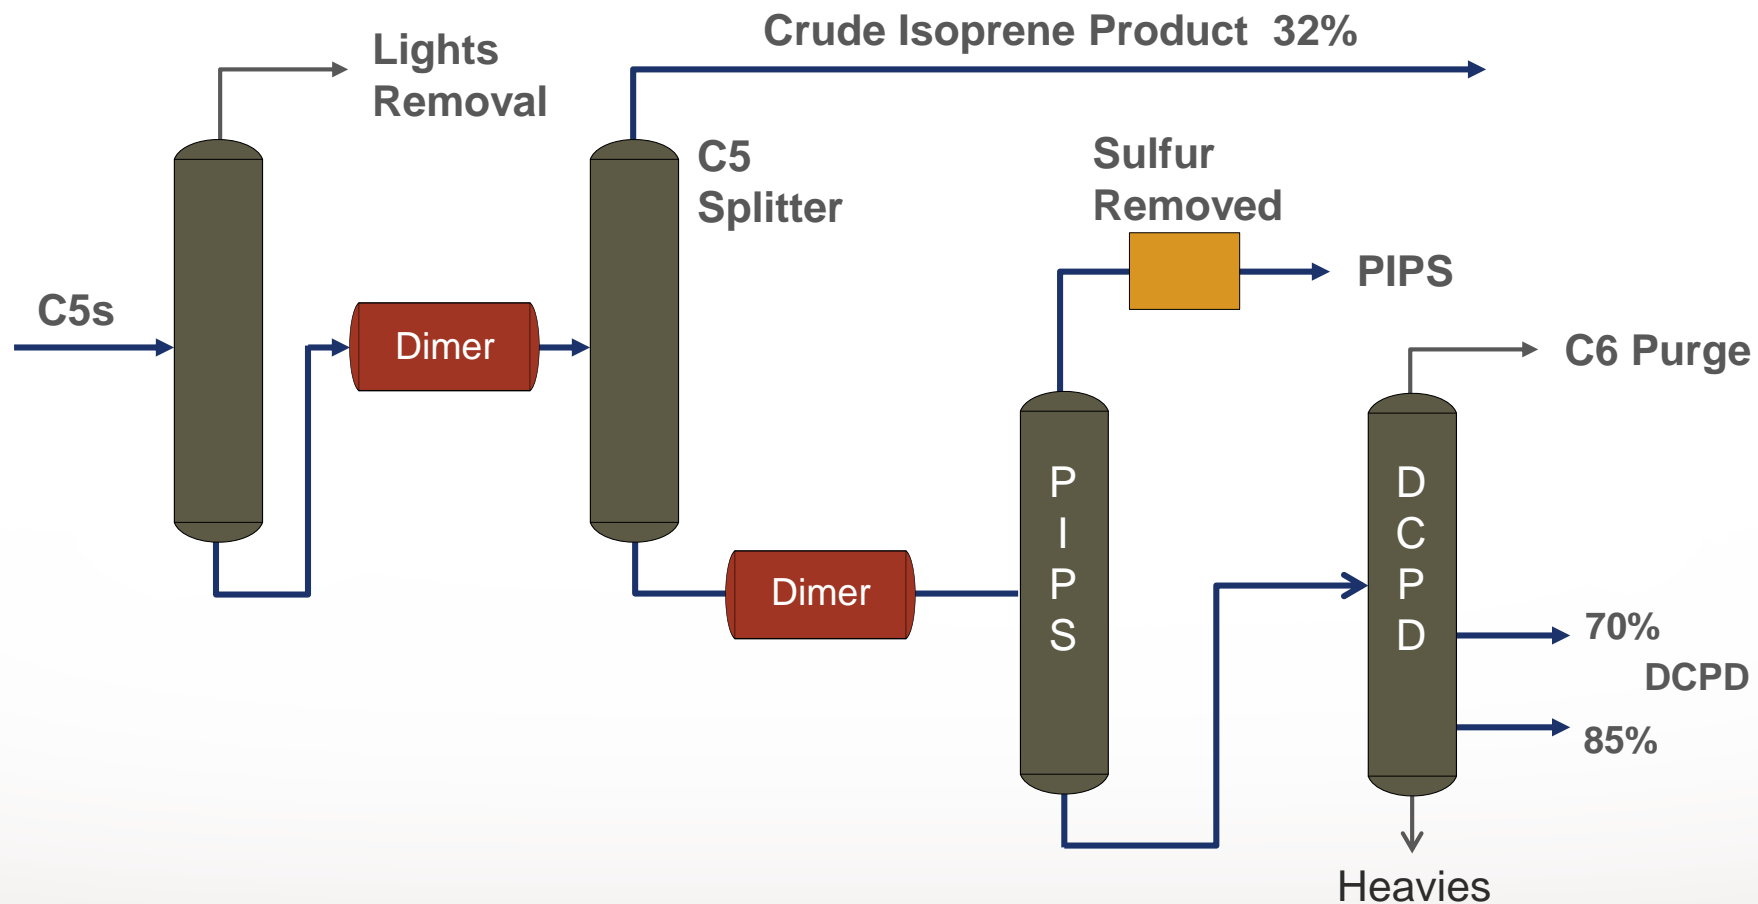 Crude Isoprene Product 32%
Lights
Removal
C5
Splitter
Sulfur
Removed
PIPS
C5s
Dimer
C6 Purge
Dimer
P
I
P
S
D
C
P
D
70%
DCPD
85%
Heavies